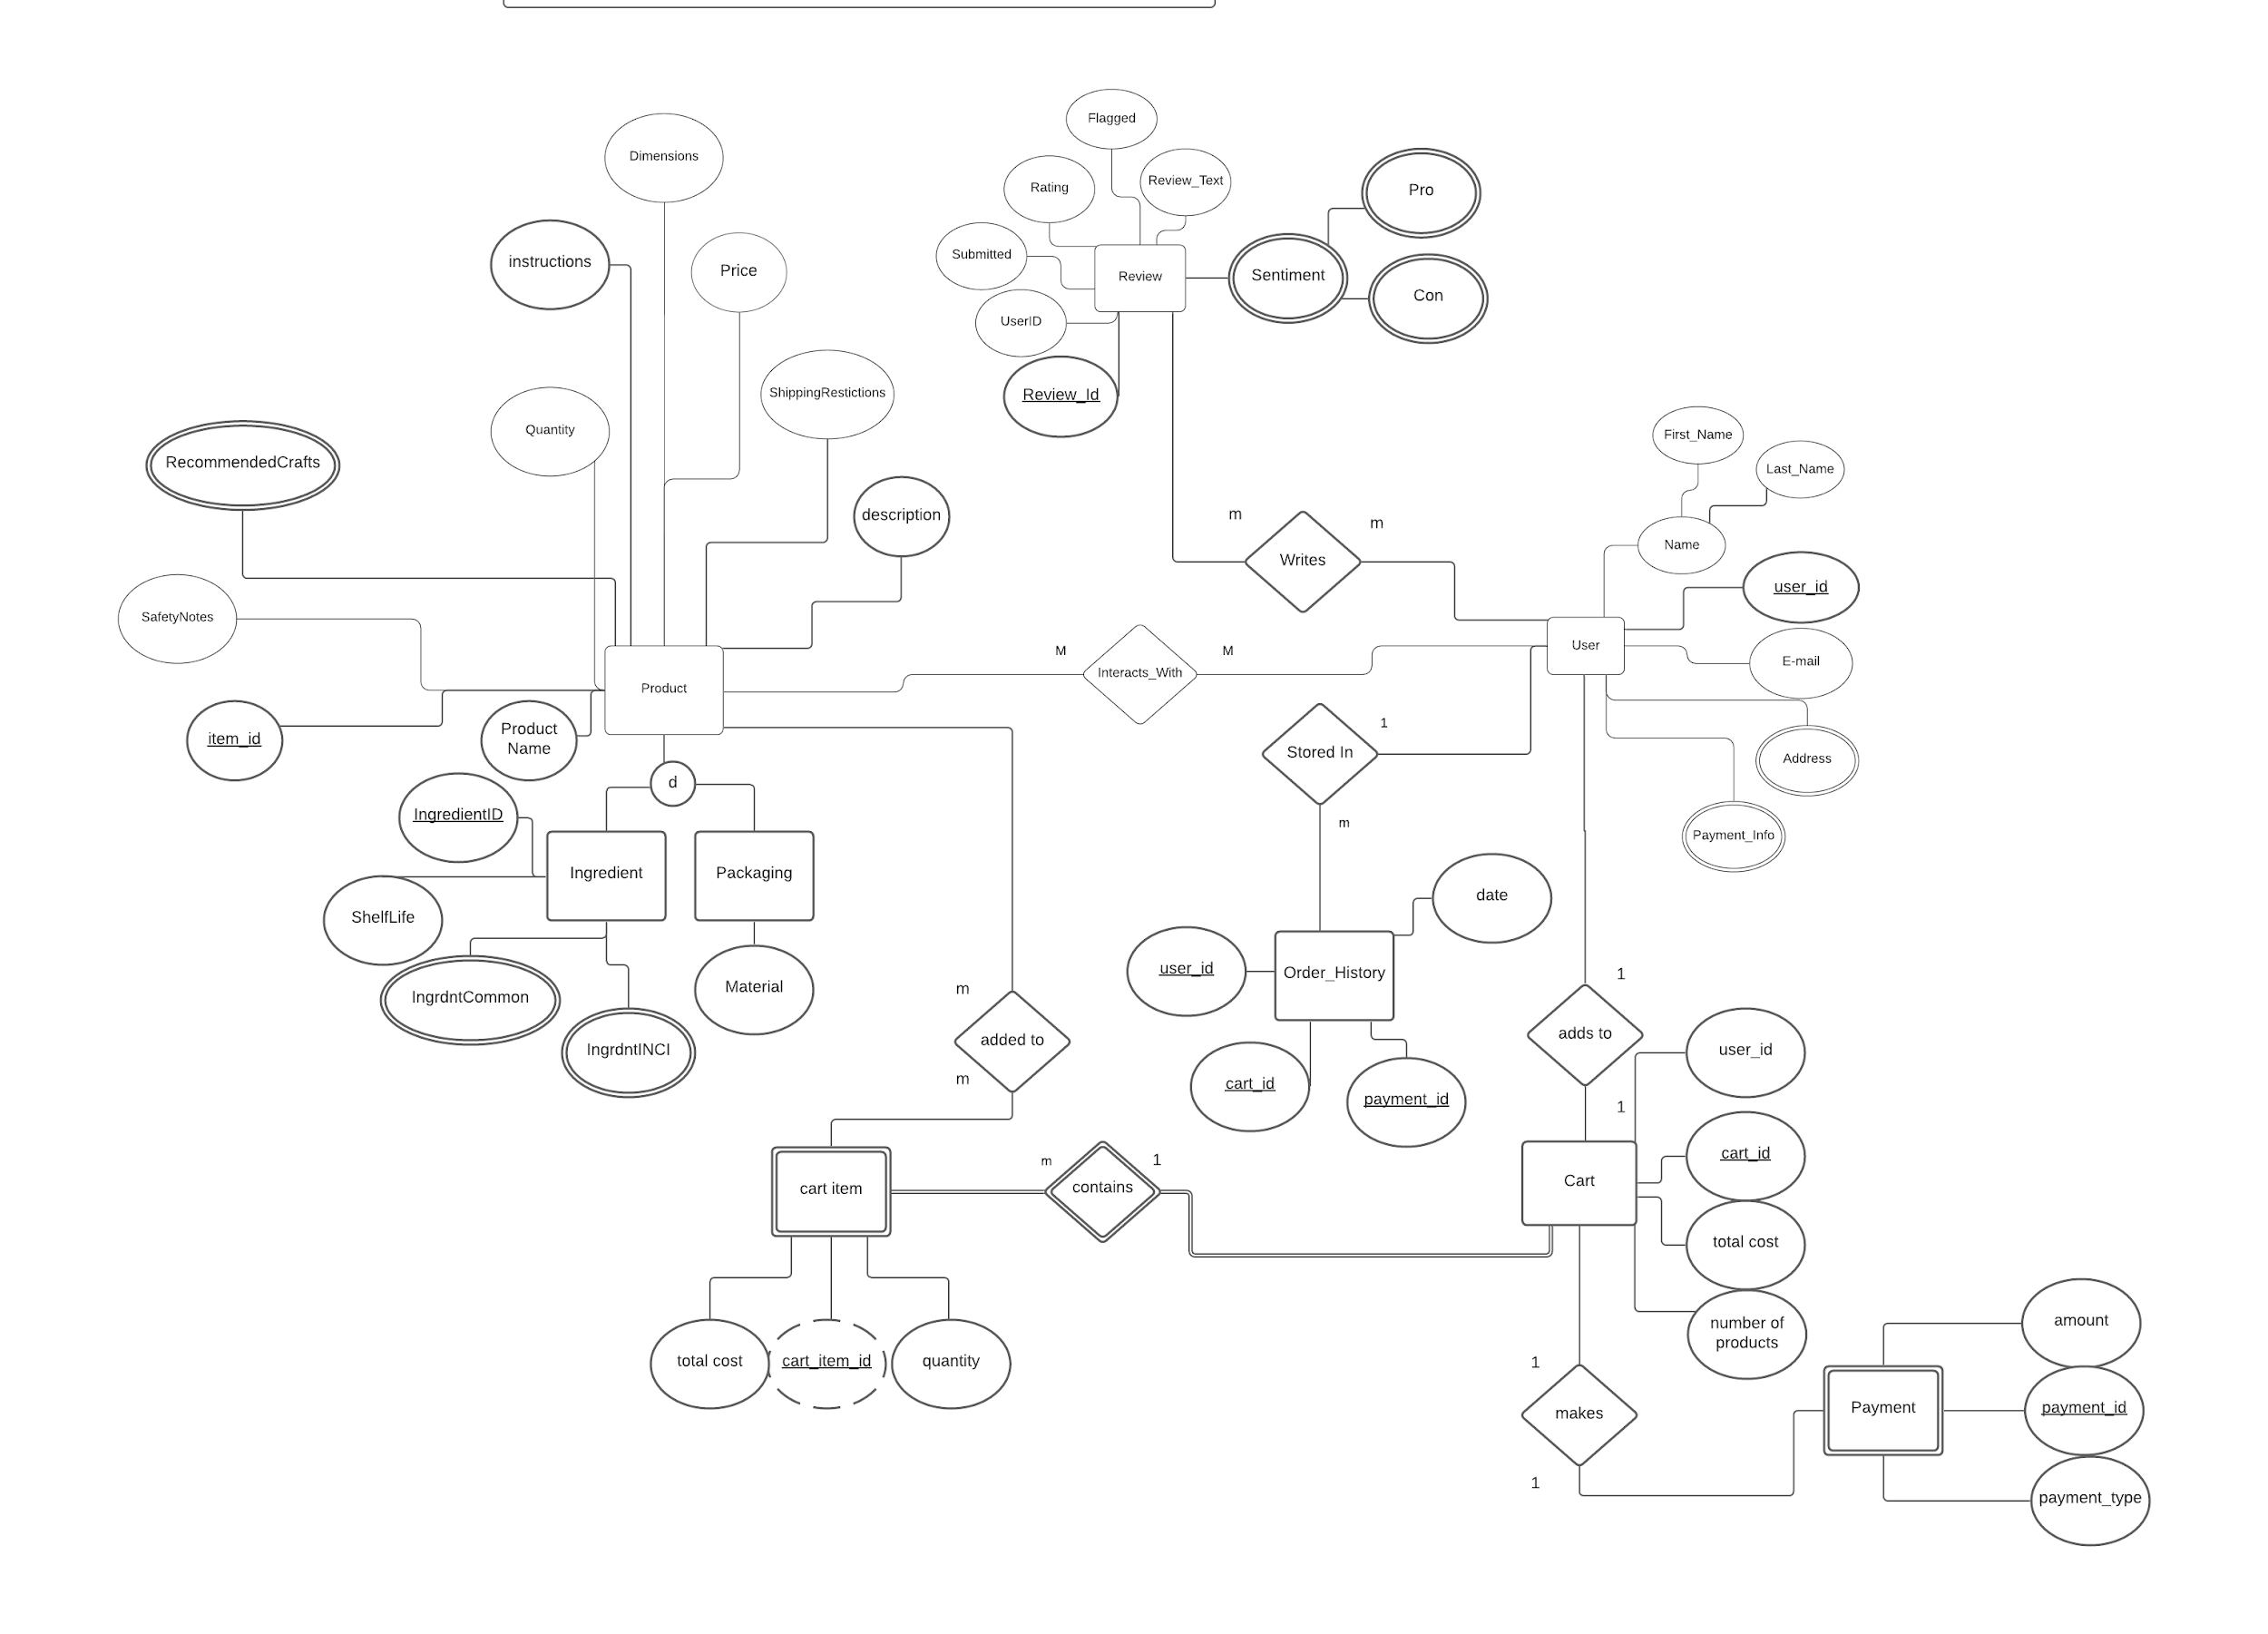 Flagged
Dimensions
Review_Text
Rating
Pro
Submitted
instructions
Price
Review
Sentiment
Con
UserID
ShippingRestictions
Review_Id
Quantity
First_Name
RecommendedCrafts
Last_Name
description
m
m
Name
Writes
user_id
SafetyNotes
User
M
M
E-mail
Interacts_With
Product
1
item_id
Product
Name
Stored In
Address
d
IngredientID
m
Payment_Info
Ingredient
Packaging
date
ShelfLife
user_id
Order_History
1
Material
m
IngrdntCommon
added to
adds to
user_id
IngrdntINCI
m
cart_id
payment_id
1
cart item
m
contains
1
Cart
cart_id
total cost
number of
products
amount
total cost
cart_item_id
quantity
1
makes
Payment
payment_id
1
payment_type